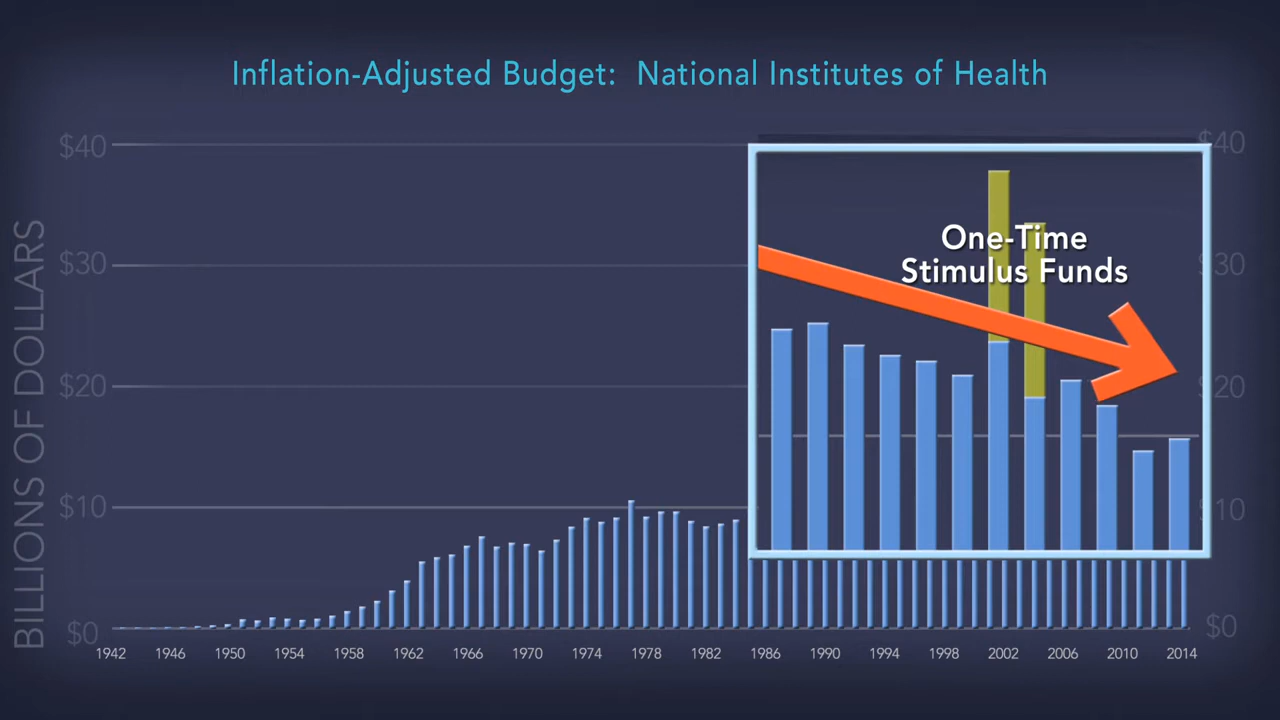 Inflation-Adjusted Budget: National Institutes of Health
BILLIONS OF DOLLARS
$40
$30
$20
$10
$0
One-Time
Stimulus Funds
$40
$30
$20
$10
$0
1942 1946 1950 1954 1958 1962 1966 1970 1974 1978 1982 1986 1990 1994 1998 2002 2006 2010 2014